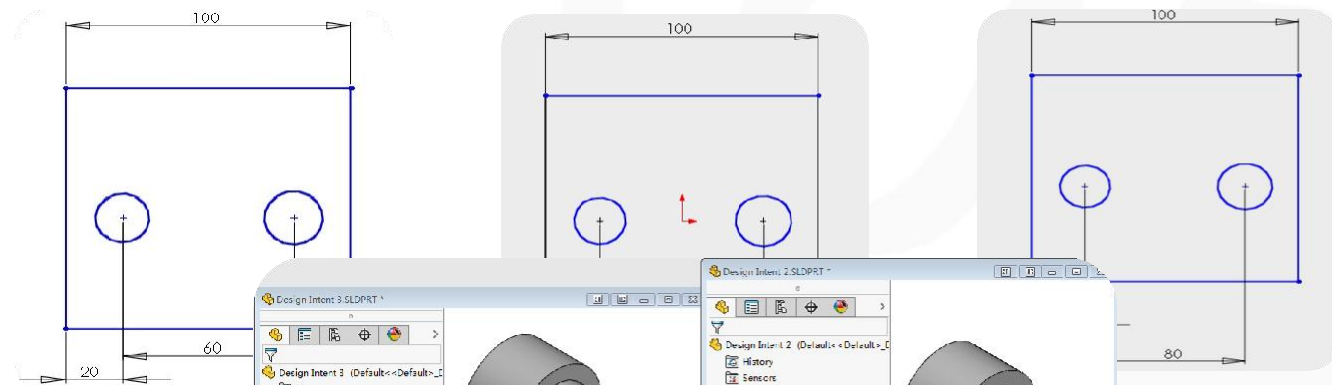 100
100
100
60
20
80
Design Intent 3.SLDPRT *
Design Intent 3 (Default<<Default>_D
Design Intent 2.SLDPRT *
Design Intent 2 (Default<<Default>_D
History
Sensors